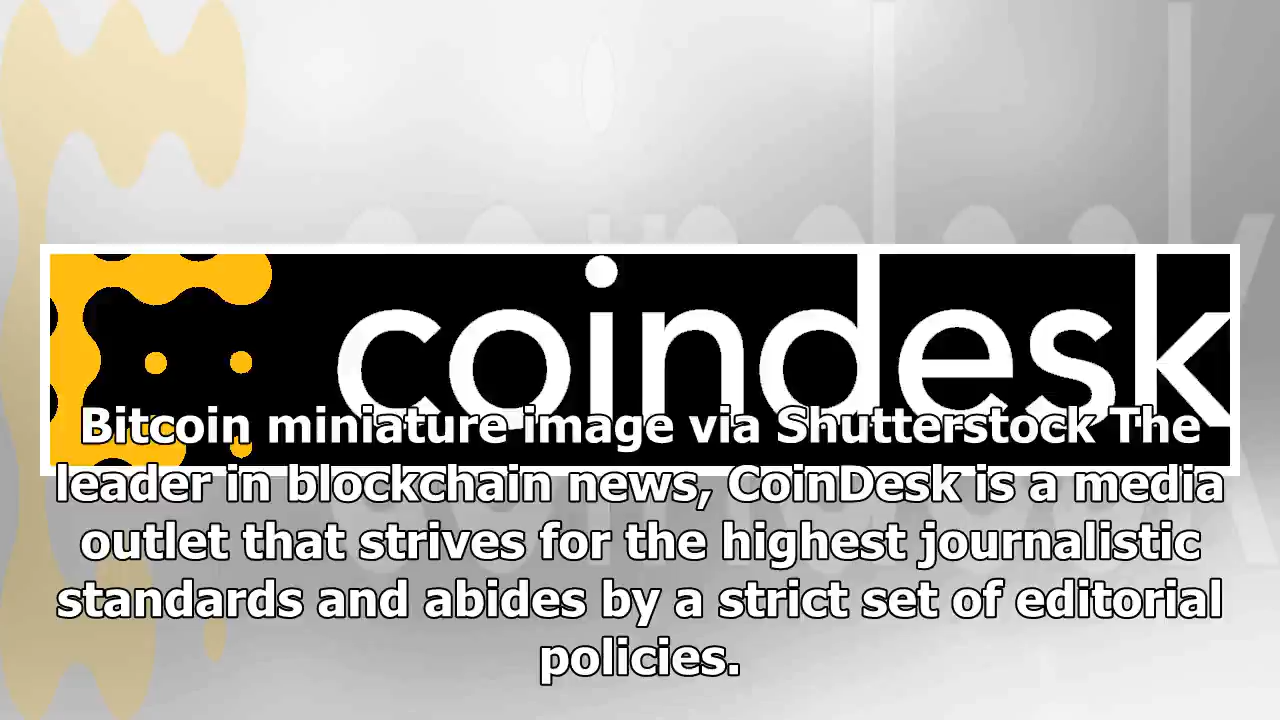 coindesk
Bitcoin miniature image via Shutterstock The
leader in blockchain news, CoinDesk is a media
outlet that strives for the highest journalistic
standards and abides by a strict set of editorial
policies.